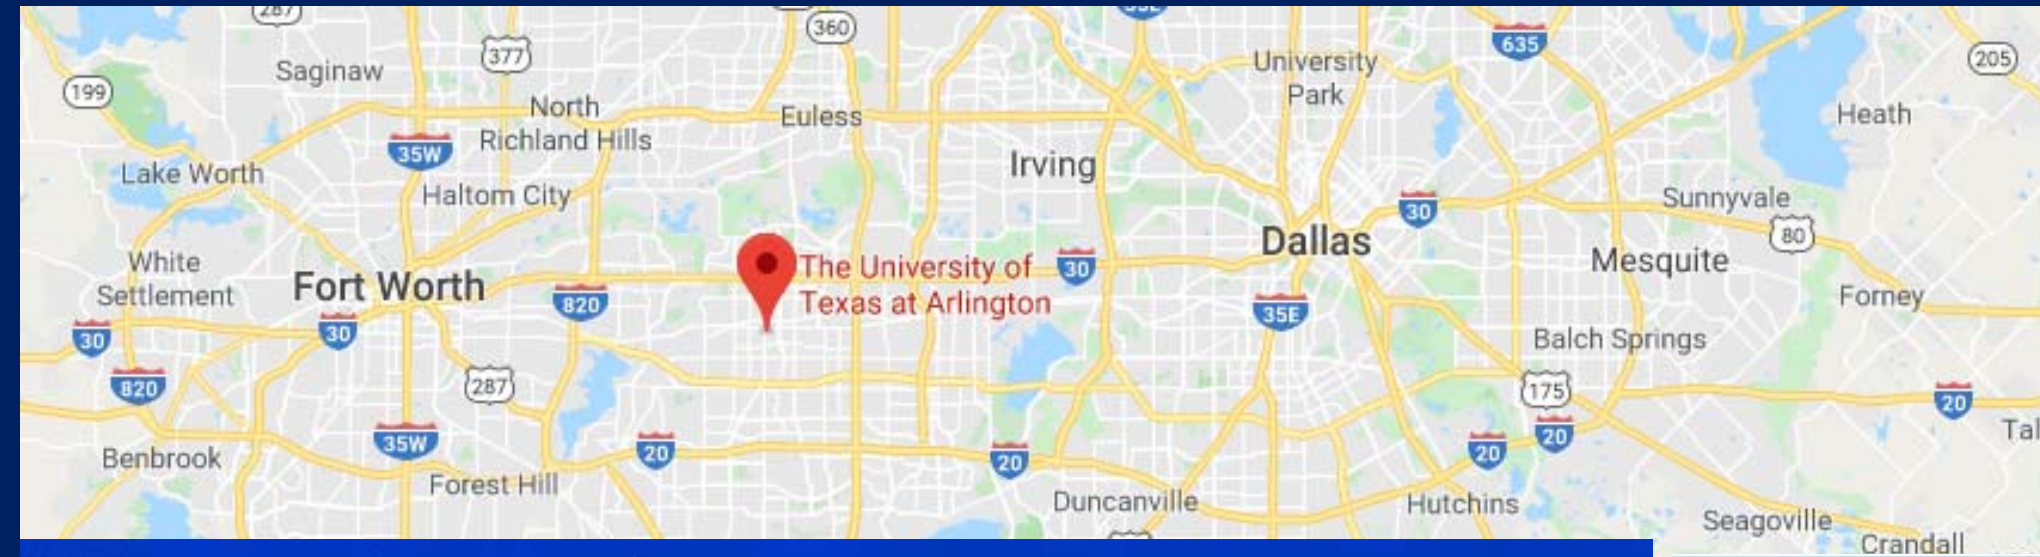 287
360
35E
377
635
205
Saginaw
University
Park
199
North
Richland Hills
Euless
Heath
35W
Irving
Lake Worth
Haltom City
30
Sunnyvale
80
Dallas
White
Settlement
Fort Worth
The University of
Texas at Arlington
30
Mesquite
820
35E
Forney
30
30
Balch Springs
820
287
175
20
35W
20
20
20
20
Tal
Benbrook
Forest Hill
Duncanville
Hutchins
Seagoville
Crandall